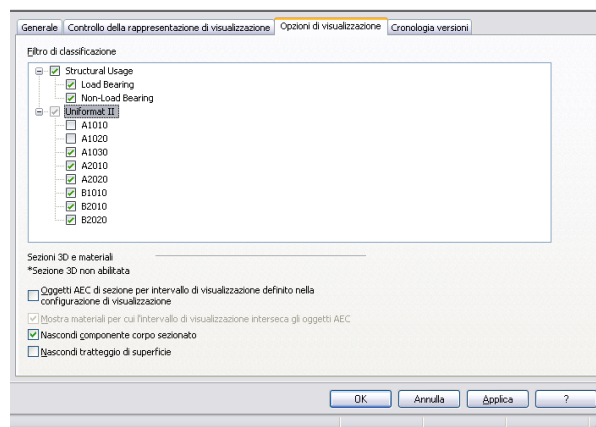 Generale Controllo della rappresentazione di visualizzazione Opzioni di visualizzazione Cronologia versioni
Filtro di classificazione
Structural Usage
Load Bearing
Non-Load Bearing
Uniformat II
A1010
A1020
A1030
A2010
A2020
B1010
B2010
B2020
Sezioni 3D e materiali
*Sezione 3D non abilitata
Oggetti AEC di sezione per intervallo di visualizzazione definito nella
configurazione di visualizzazione
Mostra materiali per cui l'intervallo di visualizzazione interseca gli oggetti AEC
Nascondi componente corpo sezionato
Nascondi tratteggio di superficie
OK Annulla Applica ?